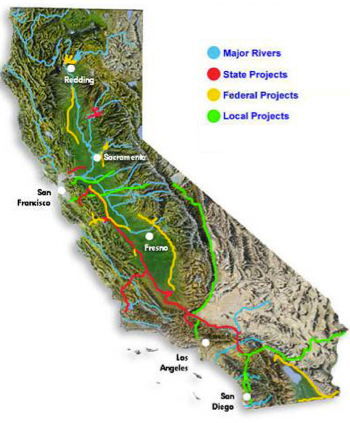 Major Rivers
State Projects
Federal Projects
Local Projects
Redding
Sacramento
San
Francisco
Fresno
Los
Angeles
San
Diego